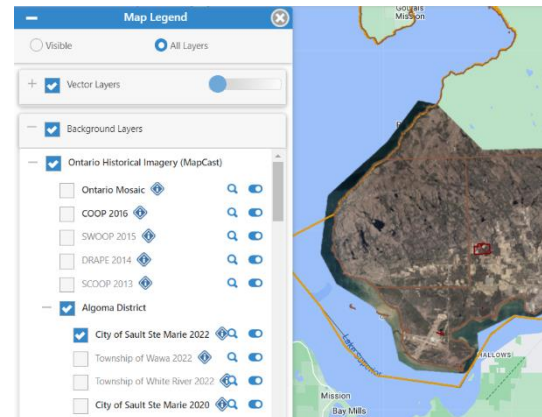 Map Legend
Visible
All Layers
Vector Layers
Background Layers
Ontario Historical Imagery (MapCast)
Ontario Mosaic
COOP 2016
SWOOP 2015
DRAPE 2014
SCOOP 2013
Algoma District
City of Sault Ste Marie 2022
Township of Wawa 2022
Township of White River 2022
City of Sault Ste Marie 2020
Goulais
Mission
Lake Superior
HALLOWS
Mission
Bay Mills